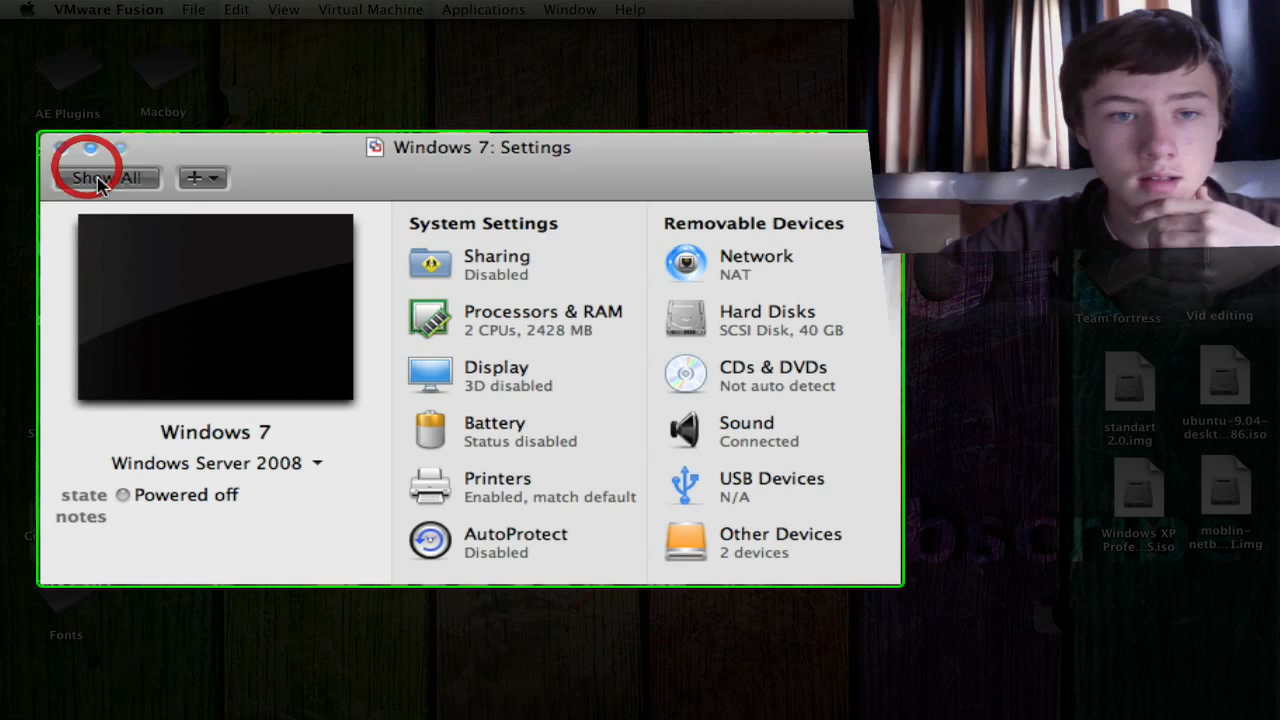 VMware Fusion File Edit View Virtual Machine Applications Window Help
AE Plugins
Macboy
Windows 7: Settings
Show All
System Settings
Removable Devices
Sharing
Disabled
Network
NAT
Processors & RAM
2 CPUs, 2428 MB
Hard Disks
SCSI Disk, 40 GB
Display
3D disabled
CDs & DVDs
Not auto detect
Battery
Status disabled
Sound
Connected
Printers
Enabled, match default
USB Devices
N/A
AutoProtect
Disabled
Other Devices
2 devices
Windows 7
Windows Server 2008
state Powered off
notes
Team fortress
Vid editing
standart
2.0.img
ubuntu-9.04-
deskt...86.iso
Windows XP
Profe...S.iso
moblin-
netb...1.img
Fonts